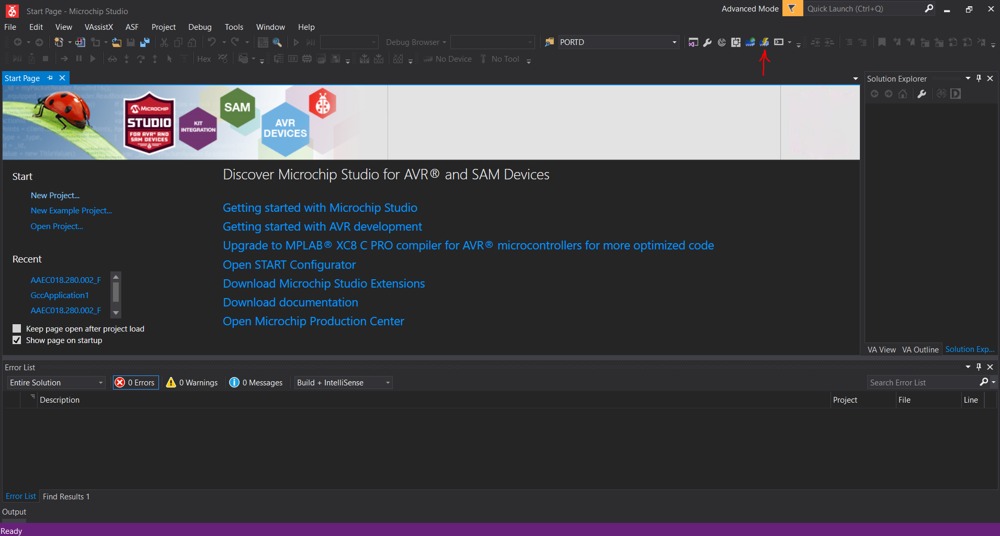 Start Page - Microchip Studio
Advanced Mode
Quick Launch (Ctrl+Q)
File Edit View VAssistX ASF Project Debug Tools Window Help
Debug Browser
PORTD
Hex
No Device
No Tool
Start Page
Solution Explorer
MICROCHIP
STUDIO
FOR AVR® AND
SAM DEVICES
KIT
INTEGRATION
SAM
AVR
DEVICES
Start
New Project...
New Example Project...
Open Project...
Recent
AAEC018.280.002_F
GccApplication1
AAEC018.280.002_F
Keep page open after project load
Show page on startup
Discover Microchip Studio for AVR® and SAM Devices
Getting started with Microchip Studio
Getting started with AVR development
Upgrade to MPLAB® XC8 C PRO compiler for AVR® microcontrollers for more optimized code
Open START Configurator
Download Microchip Studio Extensions
Download documentation
Open Microchip Production Center
VA View VA Outline Solution Exp...
Error List
Entire Solution
0 Errors
0 Warnings
0 Messages
Build + IntelliSense
Search Error List
Description Project File Line
Error List Find Results 1
Output
Ready